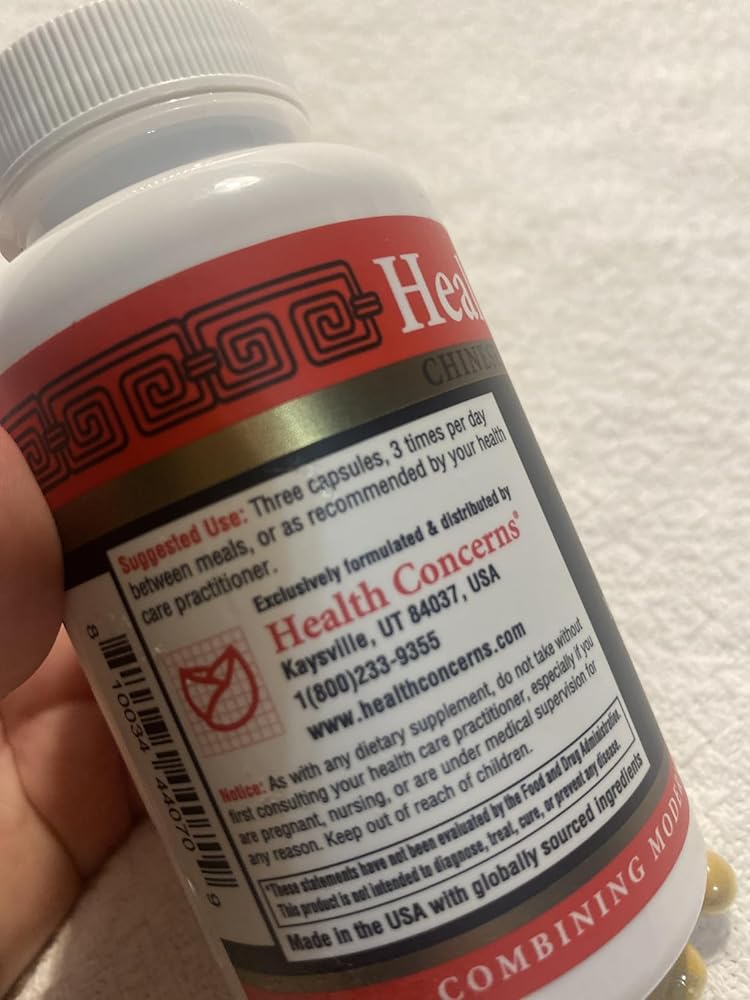 Heal
CHINES
Suggested Use: Three capsules, 3 times per day
between meals, or as recommended by your health
care practitioner.
Exclusively formulated & distributed by
Health Concerns®
Kaysville, UT 84037, USA
1(800)233-9355
www.healthconcerns.com
Notice: As with any dietary supplement, do not take without
first consulting your health care practitioner, especially if you
are pregnant, nursing, or are under medical supervision for
any reason. Keep out of reach of children.
*These statements have not been evaluated by the Food and Drug Administrative.
This product is not intended to diagnose, treat, cure, or prevent any disease.
Made in the USA with globally sourced ingredients
8 10034 44070 6
COMBINING MODE